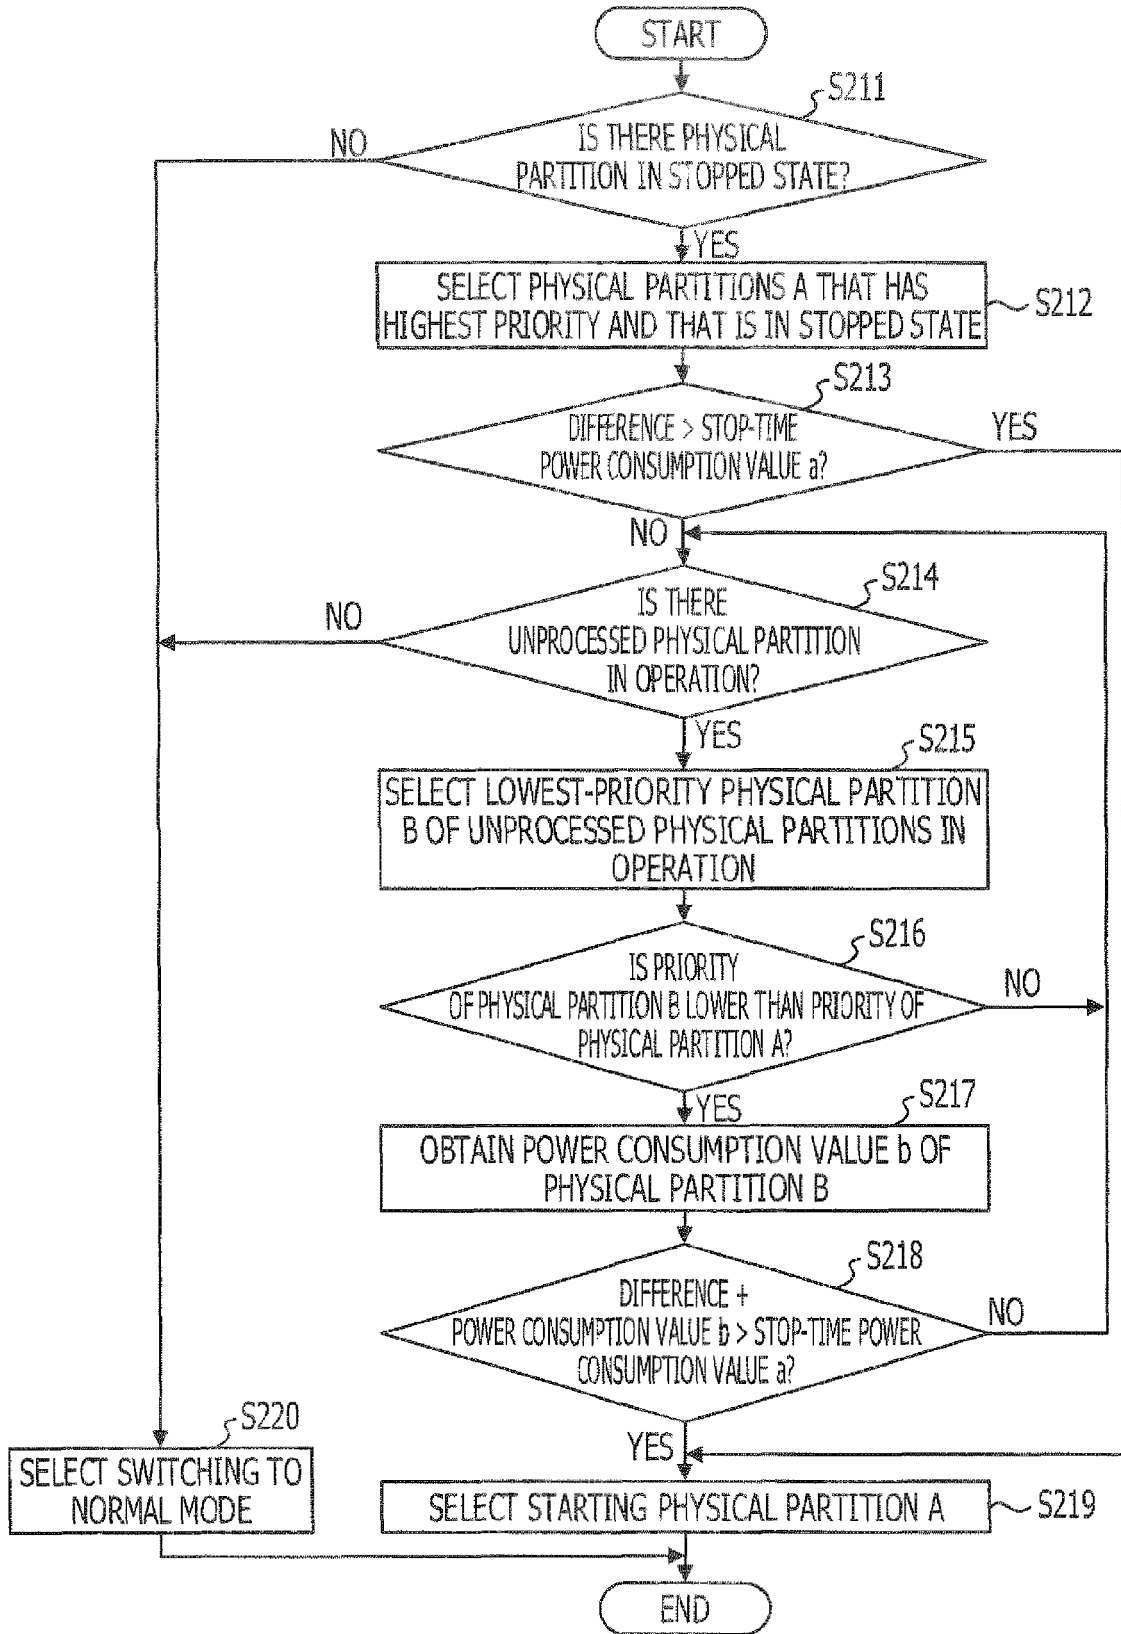 START
S211
IS THERE PHYSICAL
PARTITION IN STOPPED STATE?
NO
YES
SELECT PHYSICAL PARTITIONS A THAT HAS
HIGHEST PRIORITY AND THAT IS IN STOPPED STATE
S212
S213
DIFFERENCE > STOP-TIME
POWER CONSUMPTION VALUE a?
YES
NO
S214
IS THERE
UNPROCESSED PHYSICAL PARTITION
IN OPERATION?
NO
YES
S215
SELECT LOWEST-PRIORITY PHYSICAL PARTITION
B OF UNPROCESSED PHYSICAL PARTITIONS IN
OPERATION
S216
IS PRIORITY
OF PHYSICAL PARTITION B LOWER THAN PRIORITY OF
PHYSICAL PARTITION A?
NO
YES
S217
OBTAIN POWER CONSUMPTION VALUE b OF
PHYSICAL PARTITION B
S218
DIFFERENCE +
POWER CONSUMPTION VALUE b > STOP-TIME POWER
CONSUMPTION VALUE a?
NO
YES
S220
SELECT SWITCHING TO
NORMAL MODE
SELECT STARTING PHYSICAL PARTITION A
S219
END